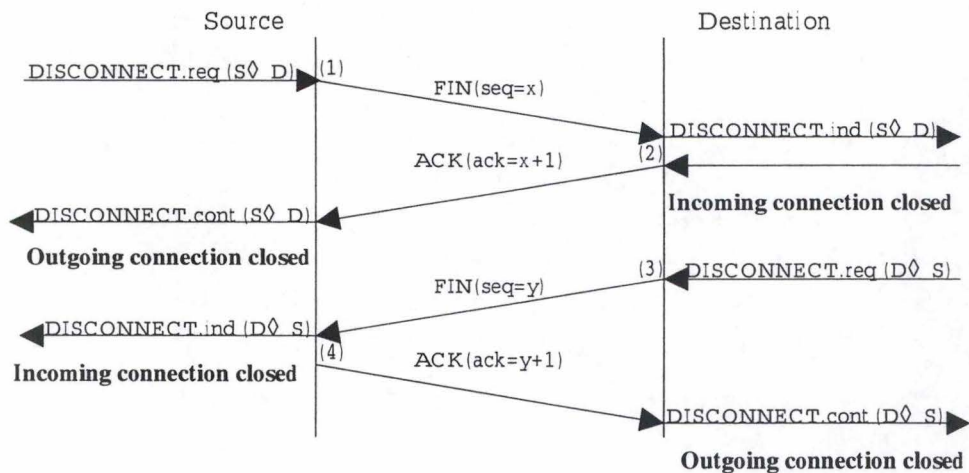 Source
Destination
DISCONNECT.req (S◊ D)
(1)
FIN(seq=x)
DISCONNECT.ind (S◊ D)
ACK(ack=x+1)
(2)
Incoming connection closed
DISCONNECT.cont (S◊ D)
Outgoing connection closed
(3)
DISCONNECT.req (D◊ S)
FIN(seq=y)
DISCONNECT.ind (D◊ S)
(4)
Incoming connection closed
ACK(ack=y+1)
DISCONNECT.cont (D◊ S)
Outgoing connection closed